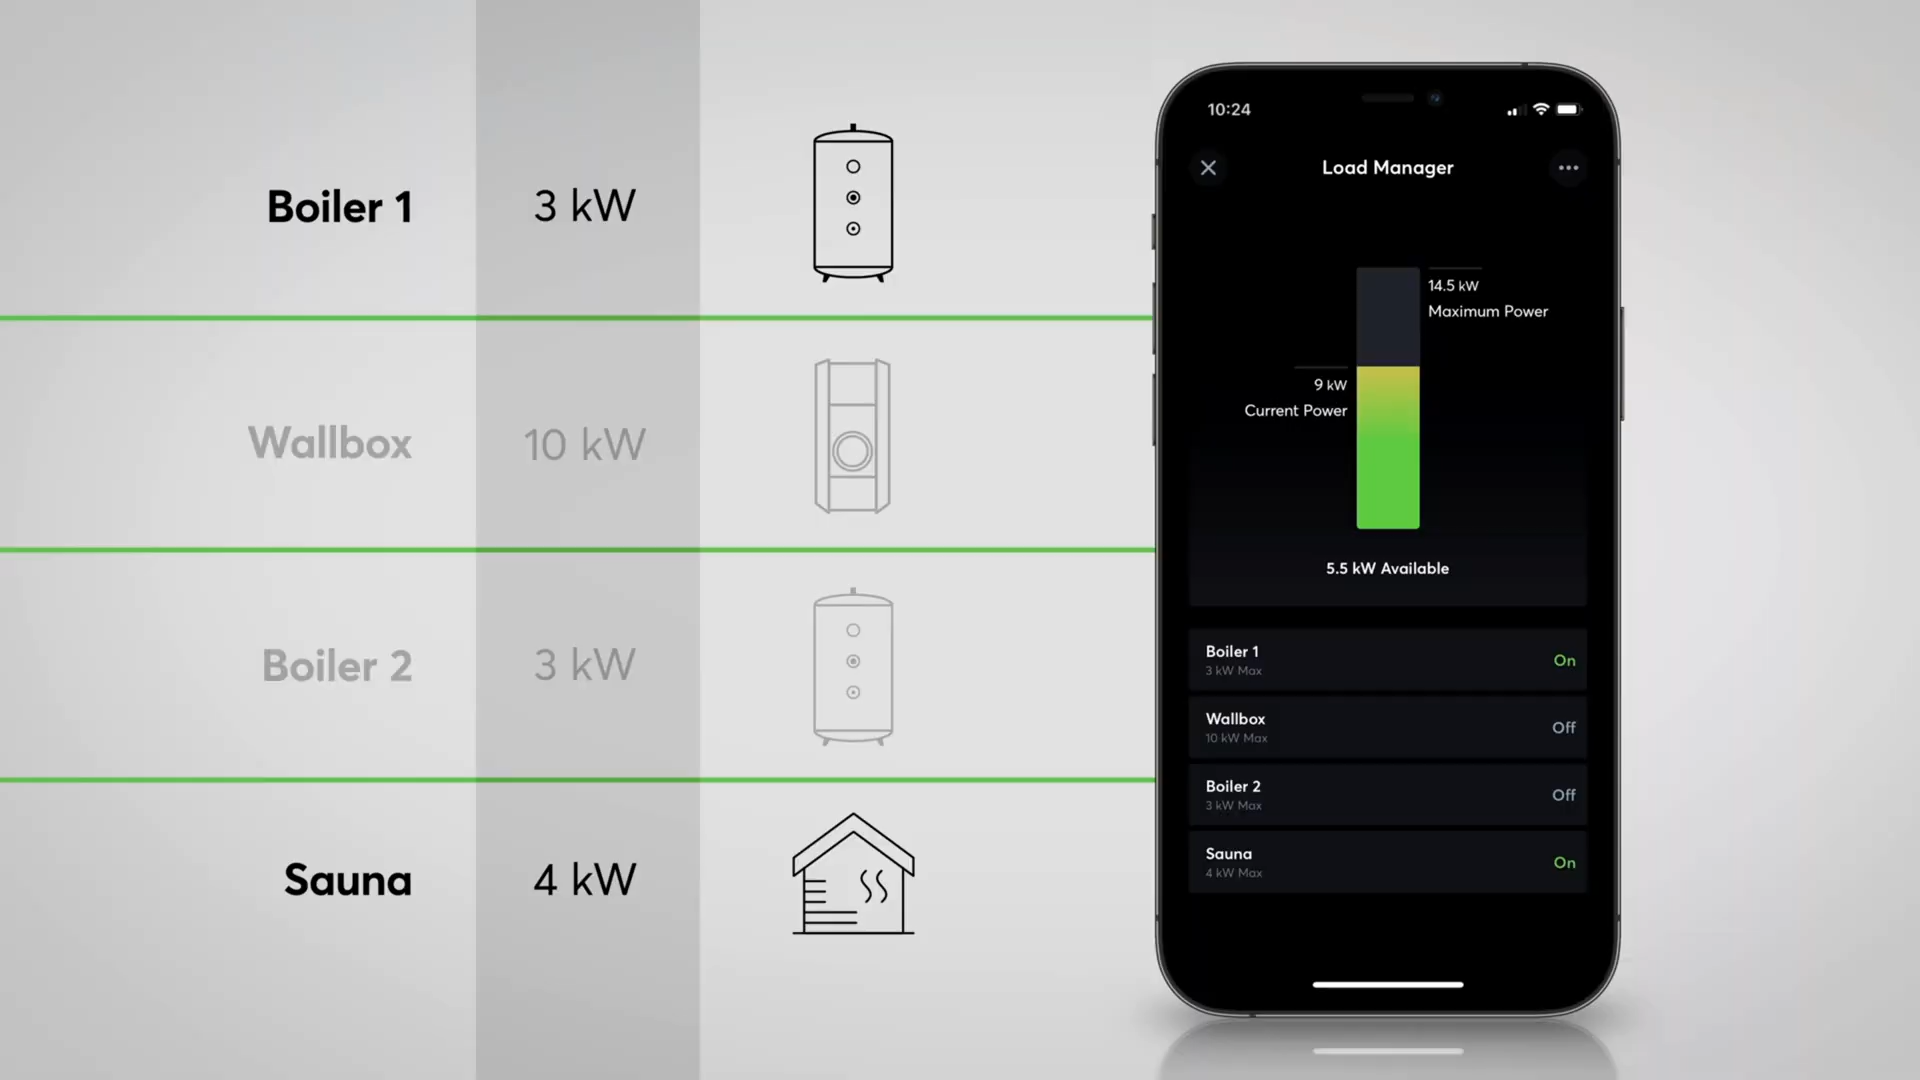 Boiler 1
3 kW
Wallbox
10 kW
Boiler 2
3 kW
Sauna
4 kW
10:24
Load Manager
14.5 kW
Maximum Power
9 kW
Current Power
5.5 kW Available
Boiler 1
3 kW Max
On
Wallbox
10 kW Max
Off
Boiler 2
3 kW Max
Off
Sauna
4 kW Max
On